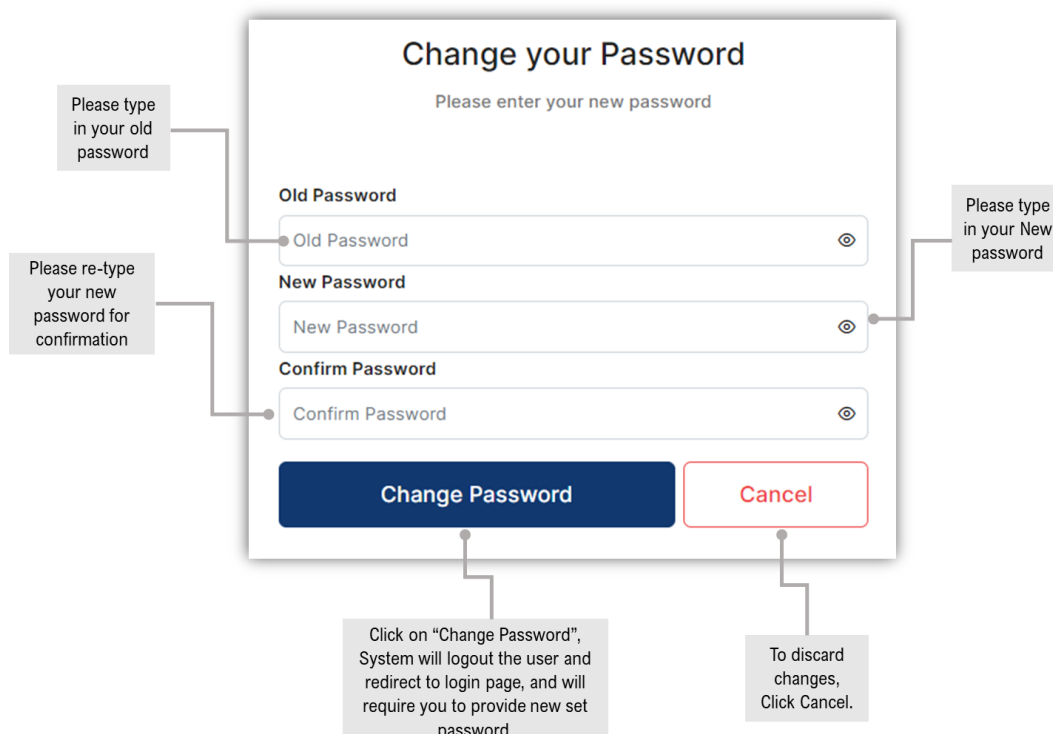 Change your Password
Please enter your new password
Please type
in your old
password
Old Password
Old Password
Please type
in your New
password
Please re-type
your new
password for
confirmation
New Password
New Password
Confirm Password
Confirm Password
Change Password
Cancel
Click on “Change Password”,
System will logout the user and
redirect to login page, and will
require you to provide new set
password
To discard
changes,
Click Cancel.